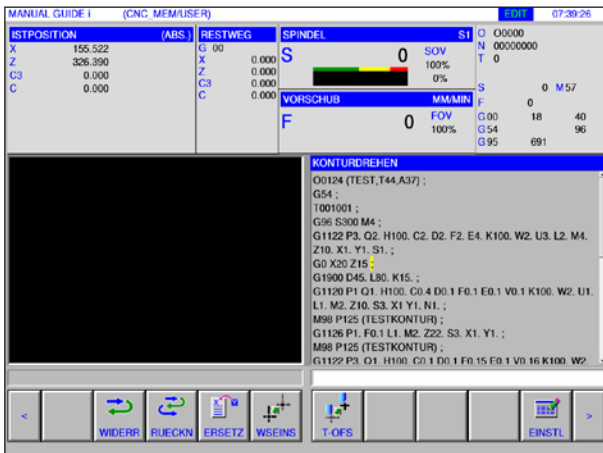 MANUAL GUIDE i (CNC_MEM/USER) EDIT 07:39:26
ISTPOSITION (ABS.) RESTWEG SPINDEL S1 O O0000
X 155.522 G 00 N 00000000
Z 326.390 X 0.000 S 0 SOV T 0
C3 0.000 Z 0.000 100%
C 0.000 C3 0.000 0% S 0 M57
C 0.000 VORSCHUB MM/MIN F 0
F 0 FOV G00 18 40
100% G54 96
G95 691
KONTURDREHEN
O0124 (TEST,T44,A37) ;
G54 ;
T001001 ;
G96 S300 M4 ;
G1122 P3. Q2. H100. C2. D2. F2. E4. K100. W2. U3. L2. M4.
Z10. X1. Y1. S1. ;
G0 X20 Z15 ;
G1900 D45. L80. K15. ;
G1120 P1 Q1. H100. C0.4 D0.1 F0.1 E0.1 V0.1 K100. W2. U1.
L1. M2. Z10. S3. X1 Y1. N1. ;
M98 P125 (TESTKONTUR) ;
G1126 P1. F0.1 L1. M2. Z22. S3. X1. Y1. ;
M98 P125 (TESTKONTUR) ;
G1122 P3. Q1. H100. C0.1 D0.1 F0.15 E0.1 V0.16 K100. W2
< WIDERR RUECKN ERSETZ WSEINS T-OFS EINSTL >